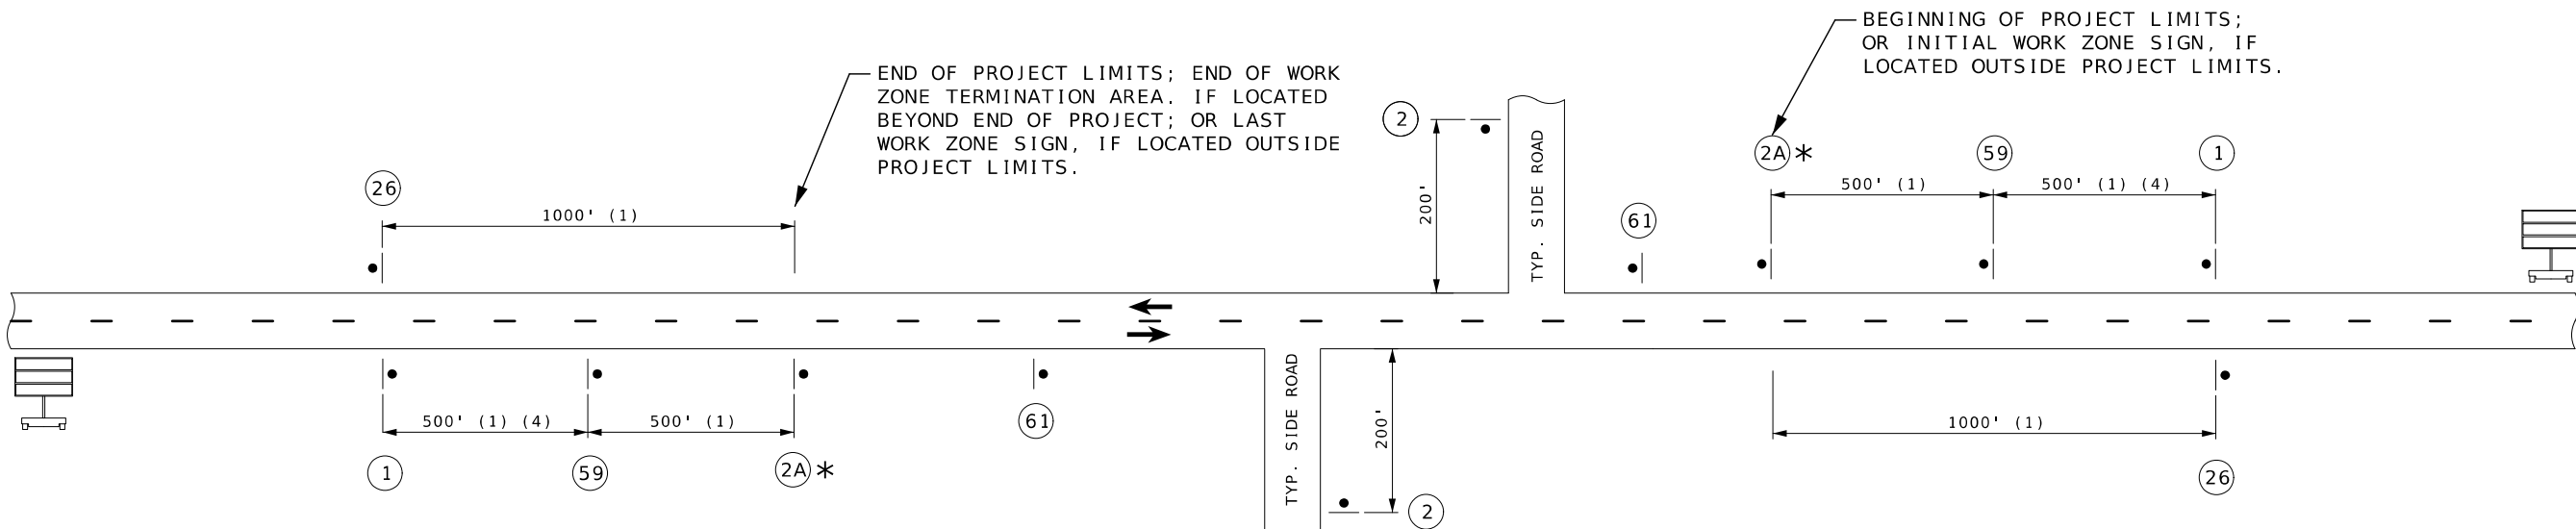 BEGINNING OF PROJECT LIMITS;
OR INITIAL WORK ZONE SIGN, IF
LOCATED OUTSIDE PROJECT LIMITS.
END OF PROJECT LIMITS; END OF WORK
ZONE TERMINATION AREA. IF LOCATED
BEYOND END OF PROJECT; OR LAST
WORK ZONE SIGN, IF LOCATED OUTSIDE
PROJECT LIMITS.
2
200'
TYP. SIDE ROAD
2A*
59
1
500' (1)
500' (1) (4)
26
1000' (1)
61
500' (1) (4)
500' (1)
61
1
59
2A*
TYP. SIDE ROAD
200'
2
1000' (1)
26